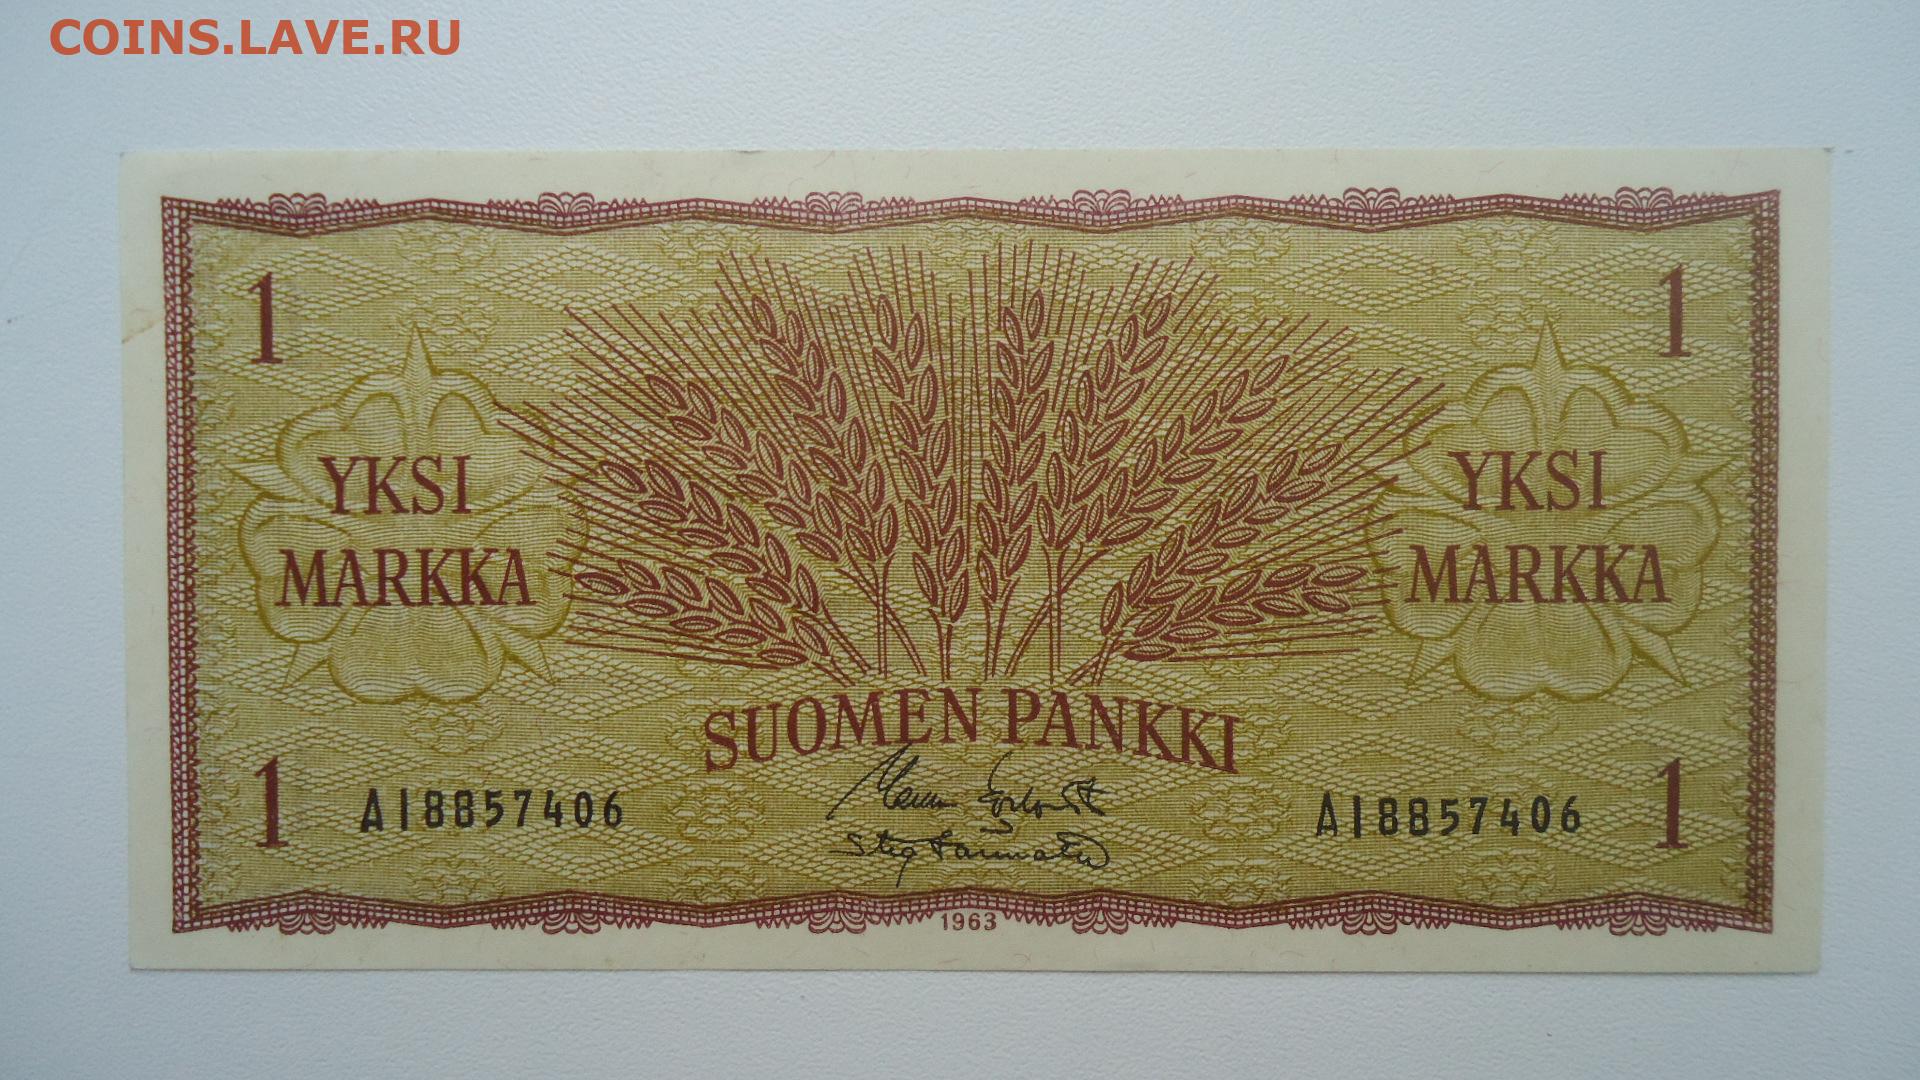 COINS.LAVE.RU
1
1
YKSI
MARKKA
YKSI
MARKKA
SUOMEN PANKKI
1
A18857406
A18857406
1
1963